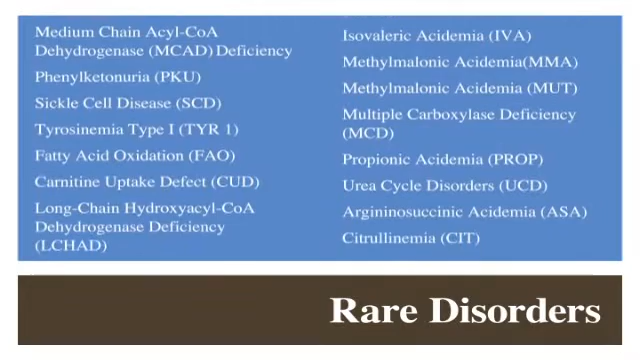 Medium Chain Acyl-CoA
Dehydrogenase (MCAD) Deficiency
Phenylketonuria (PKU)
Sickle Cell Disease (SCD)
Tyrosinemia Type I (TYR 1)
Fatty Acid Oxidation (FAO)
Carnitine Uptake Defect (CUD)
Long-Chain Hydroxyacyl-CoA
Dehydrogenase Deficiency
(LCHAD)
Isovaleric Acidemia (IVA)
Methylmalonic Acidemia(MMA)
Methylmalonic Acidemia (MUT)
Multiple Carboxylase Deficiency
(MCD)
Propionic Acidemia (PROP)
Urea Cycle Disorders (UCD)
Argininosuccinic Acidemia (ASA)
Citrullinemia (CIT)
Rare Disorders